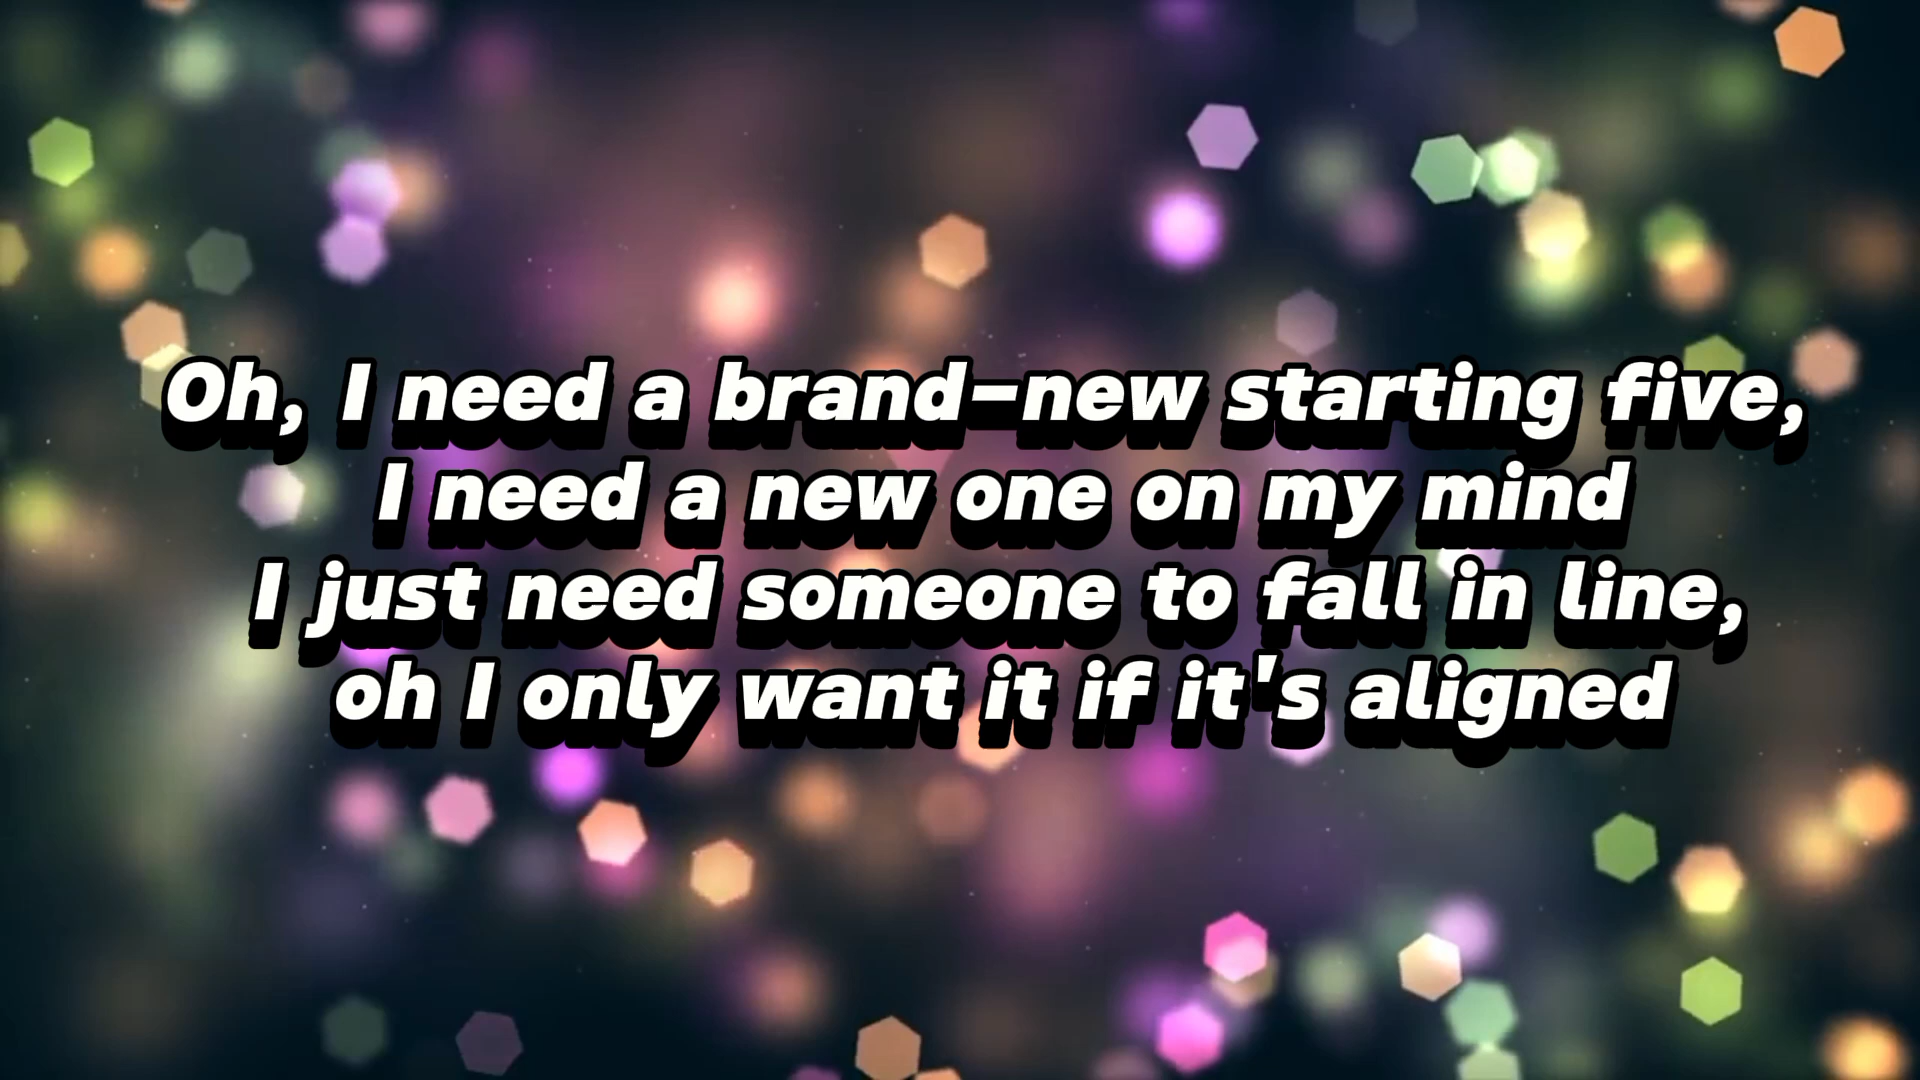 Oh, I need a brand-new starting five,
I need a new one on my mind
I just need someone to fall in line,
oh I only want it if it's aligned